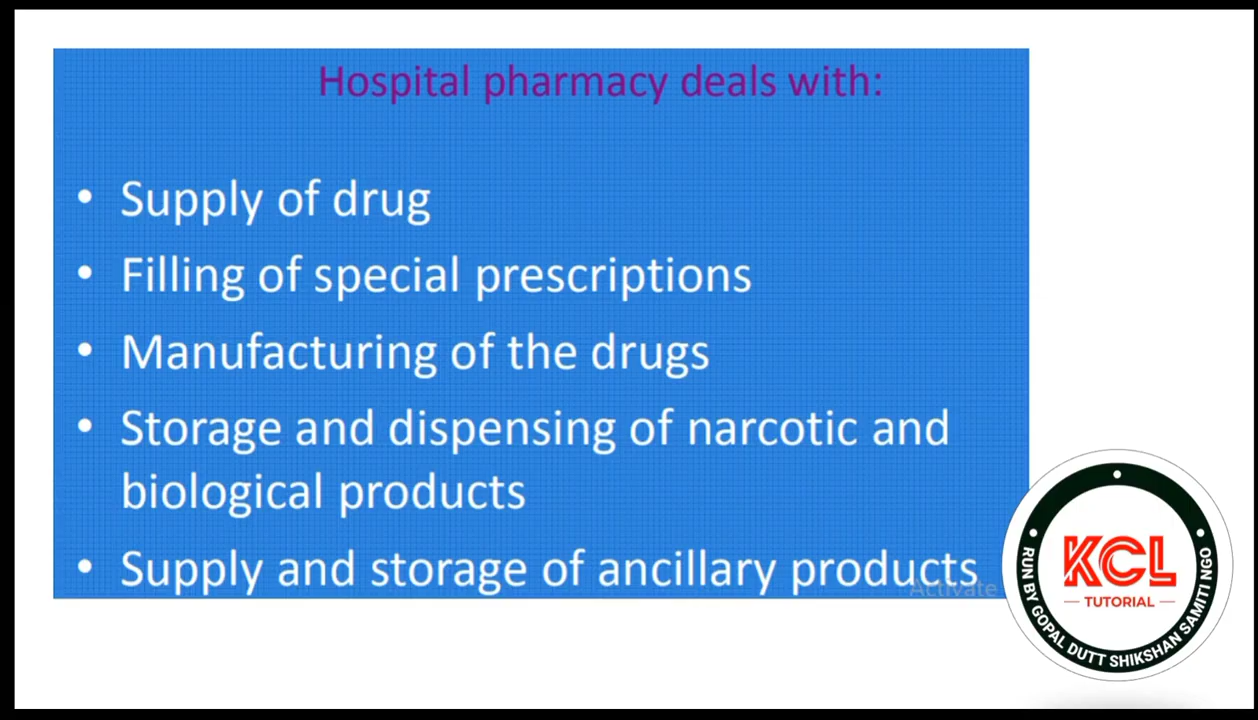 Hospital pharmacy deals with:
• Supply of drug
• Filling of special prescriptions
• Manufacturing of the drugs
• Storage and dispensing of narcotic and
biological products
• Supply and storage of ancillary products
Activate
KCL
TUTORIAL
RUN BY GOPAL DUTT SHIKSHAN SAMITI NGO